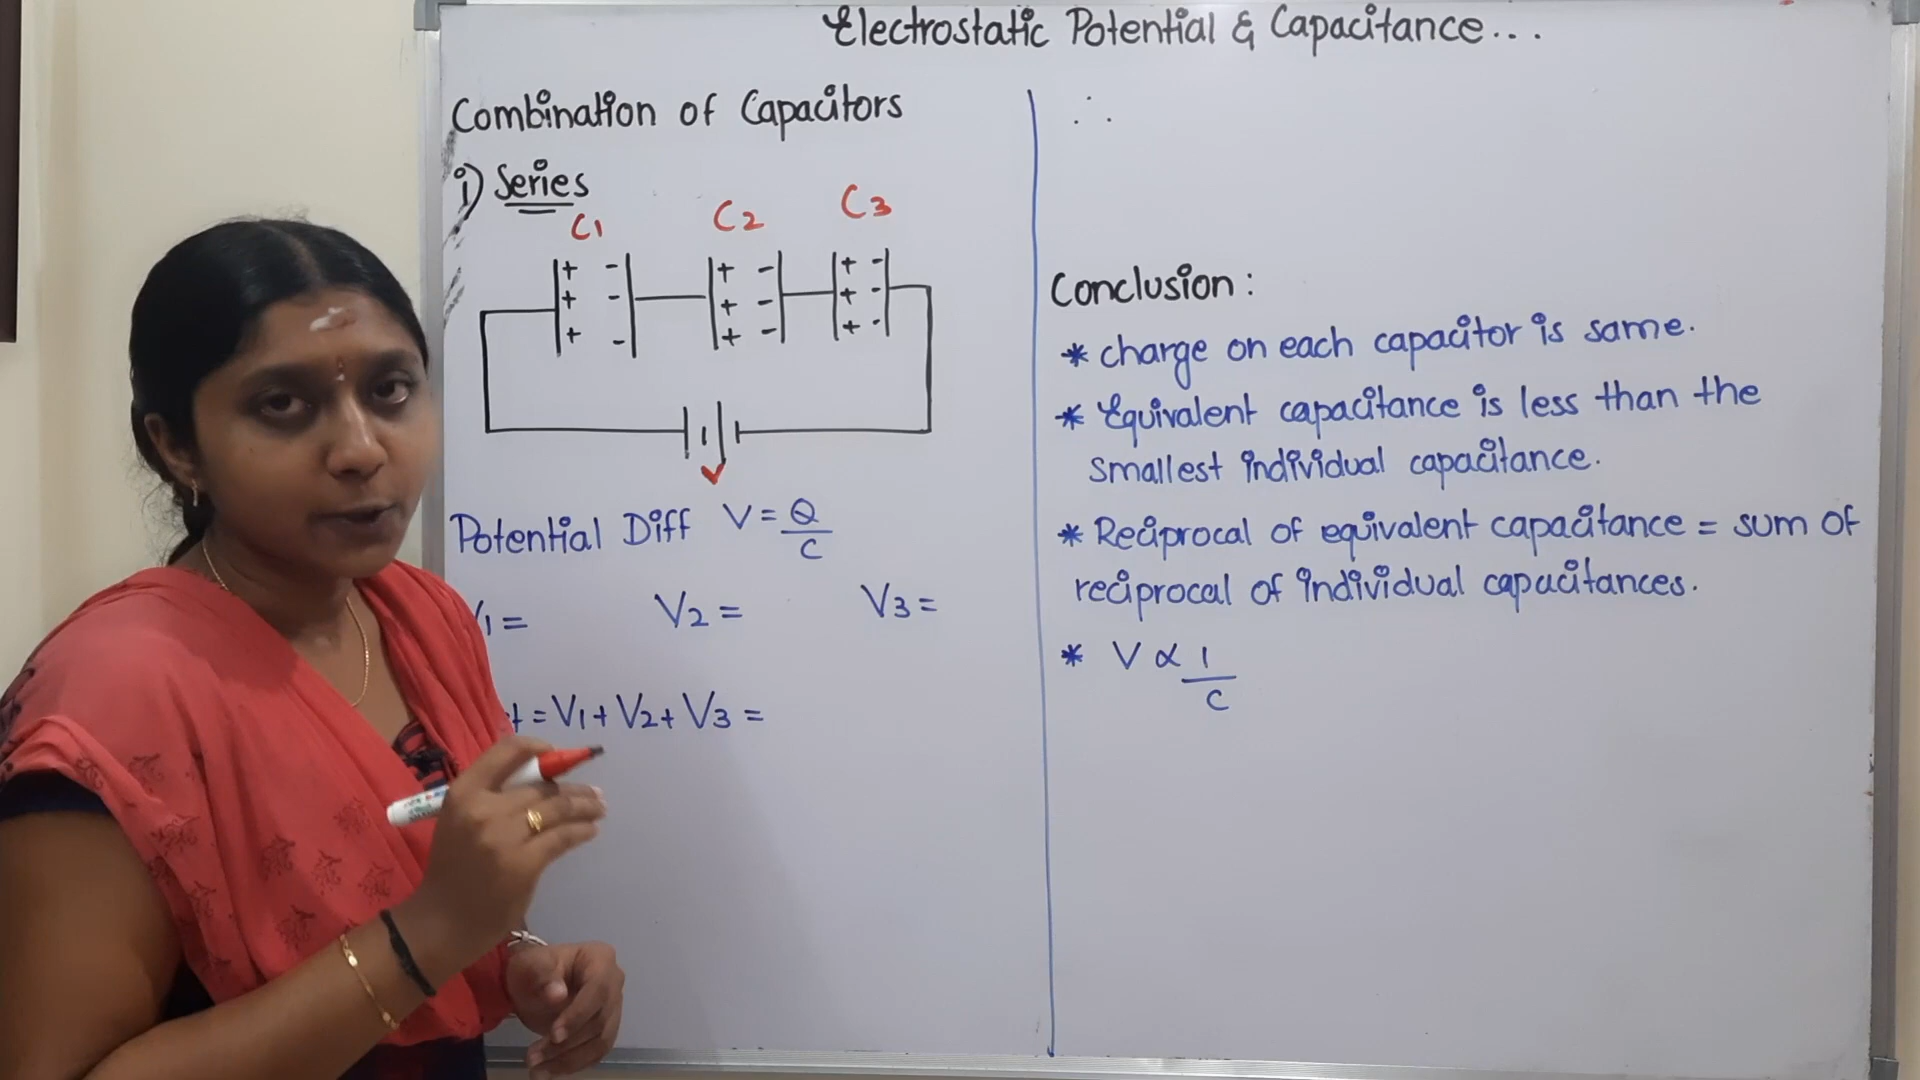 Electrostatic Potential & Capacitance...
Combination of Capacitors
i) Series
C1 C2 C3
+ - + - + -
+ - + - + -
+ - + - + -
V
Potential Diff V = Q/C
V1 = V2 = V3 =
= V1 + V2 + V3 =
∴
Conclusion :
* charge on each capacitor is same.
* Equivalent capacitance is less than the
smallest individual capacitance.
* Reciprocal of equivalent capacitance = sum of
reciprocal of individual capacitances.
* V ∝ 1/C